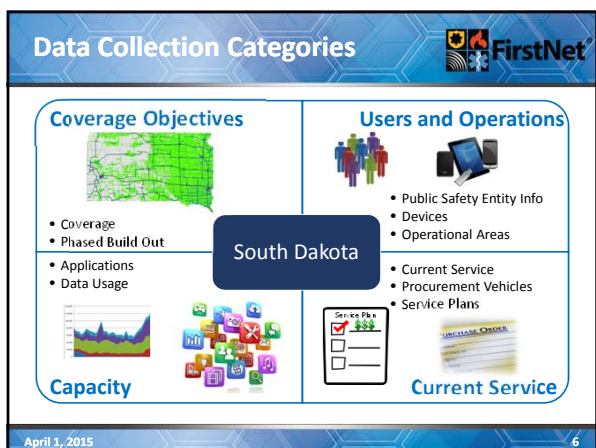 Data Collection Categories
FirstNet®
Coverage Objectives
• Coverage
• Phased Build Out
Users and Operations
• Public Safety Entity Info
• Devices
• Operational Areas
South Dakota
• Applications
• Data Usage
Capacity
• Current Service
• Procurement Vehicles
• Service Plans
Service Plan
$$$
PURCHASE ORDER
Current Service
April 1, 2015
6